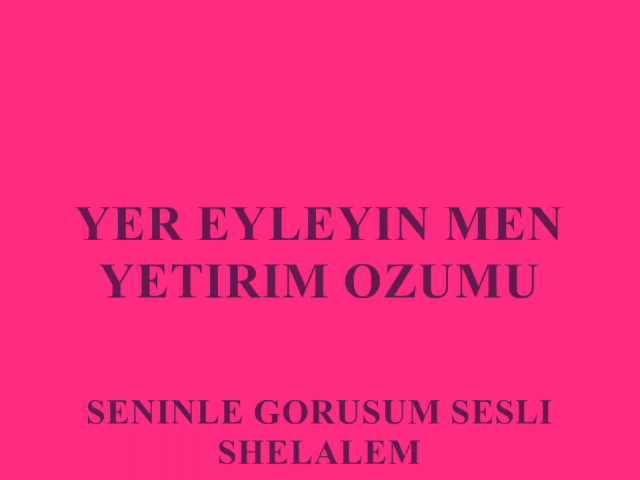 YER EYLEYIN MEN
YETIRIM OZUMU
SENINLE GORUSUM SESLI
SHELALEM